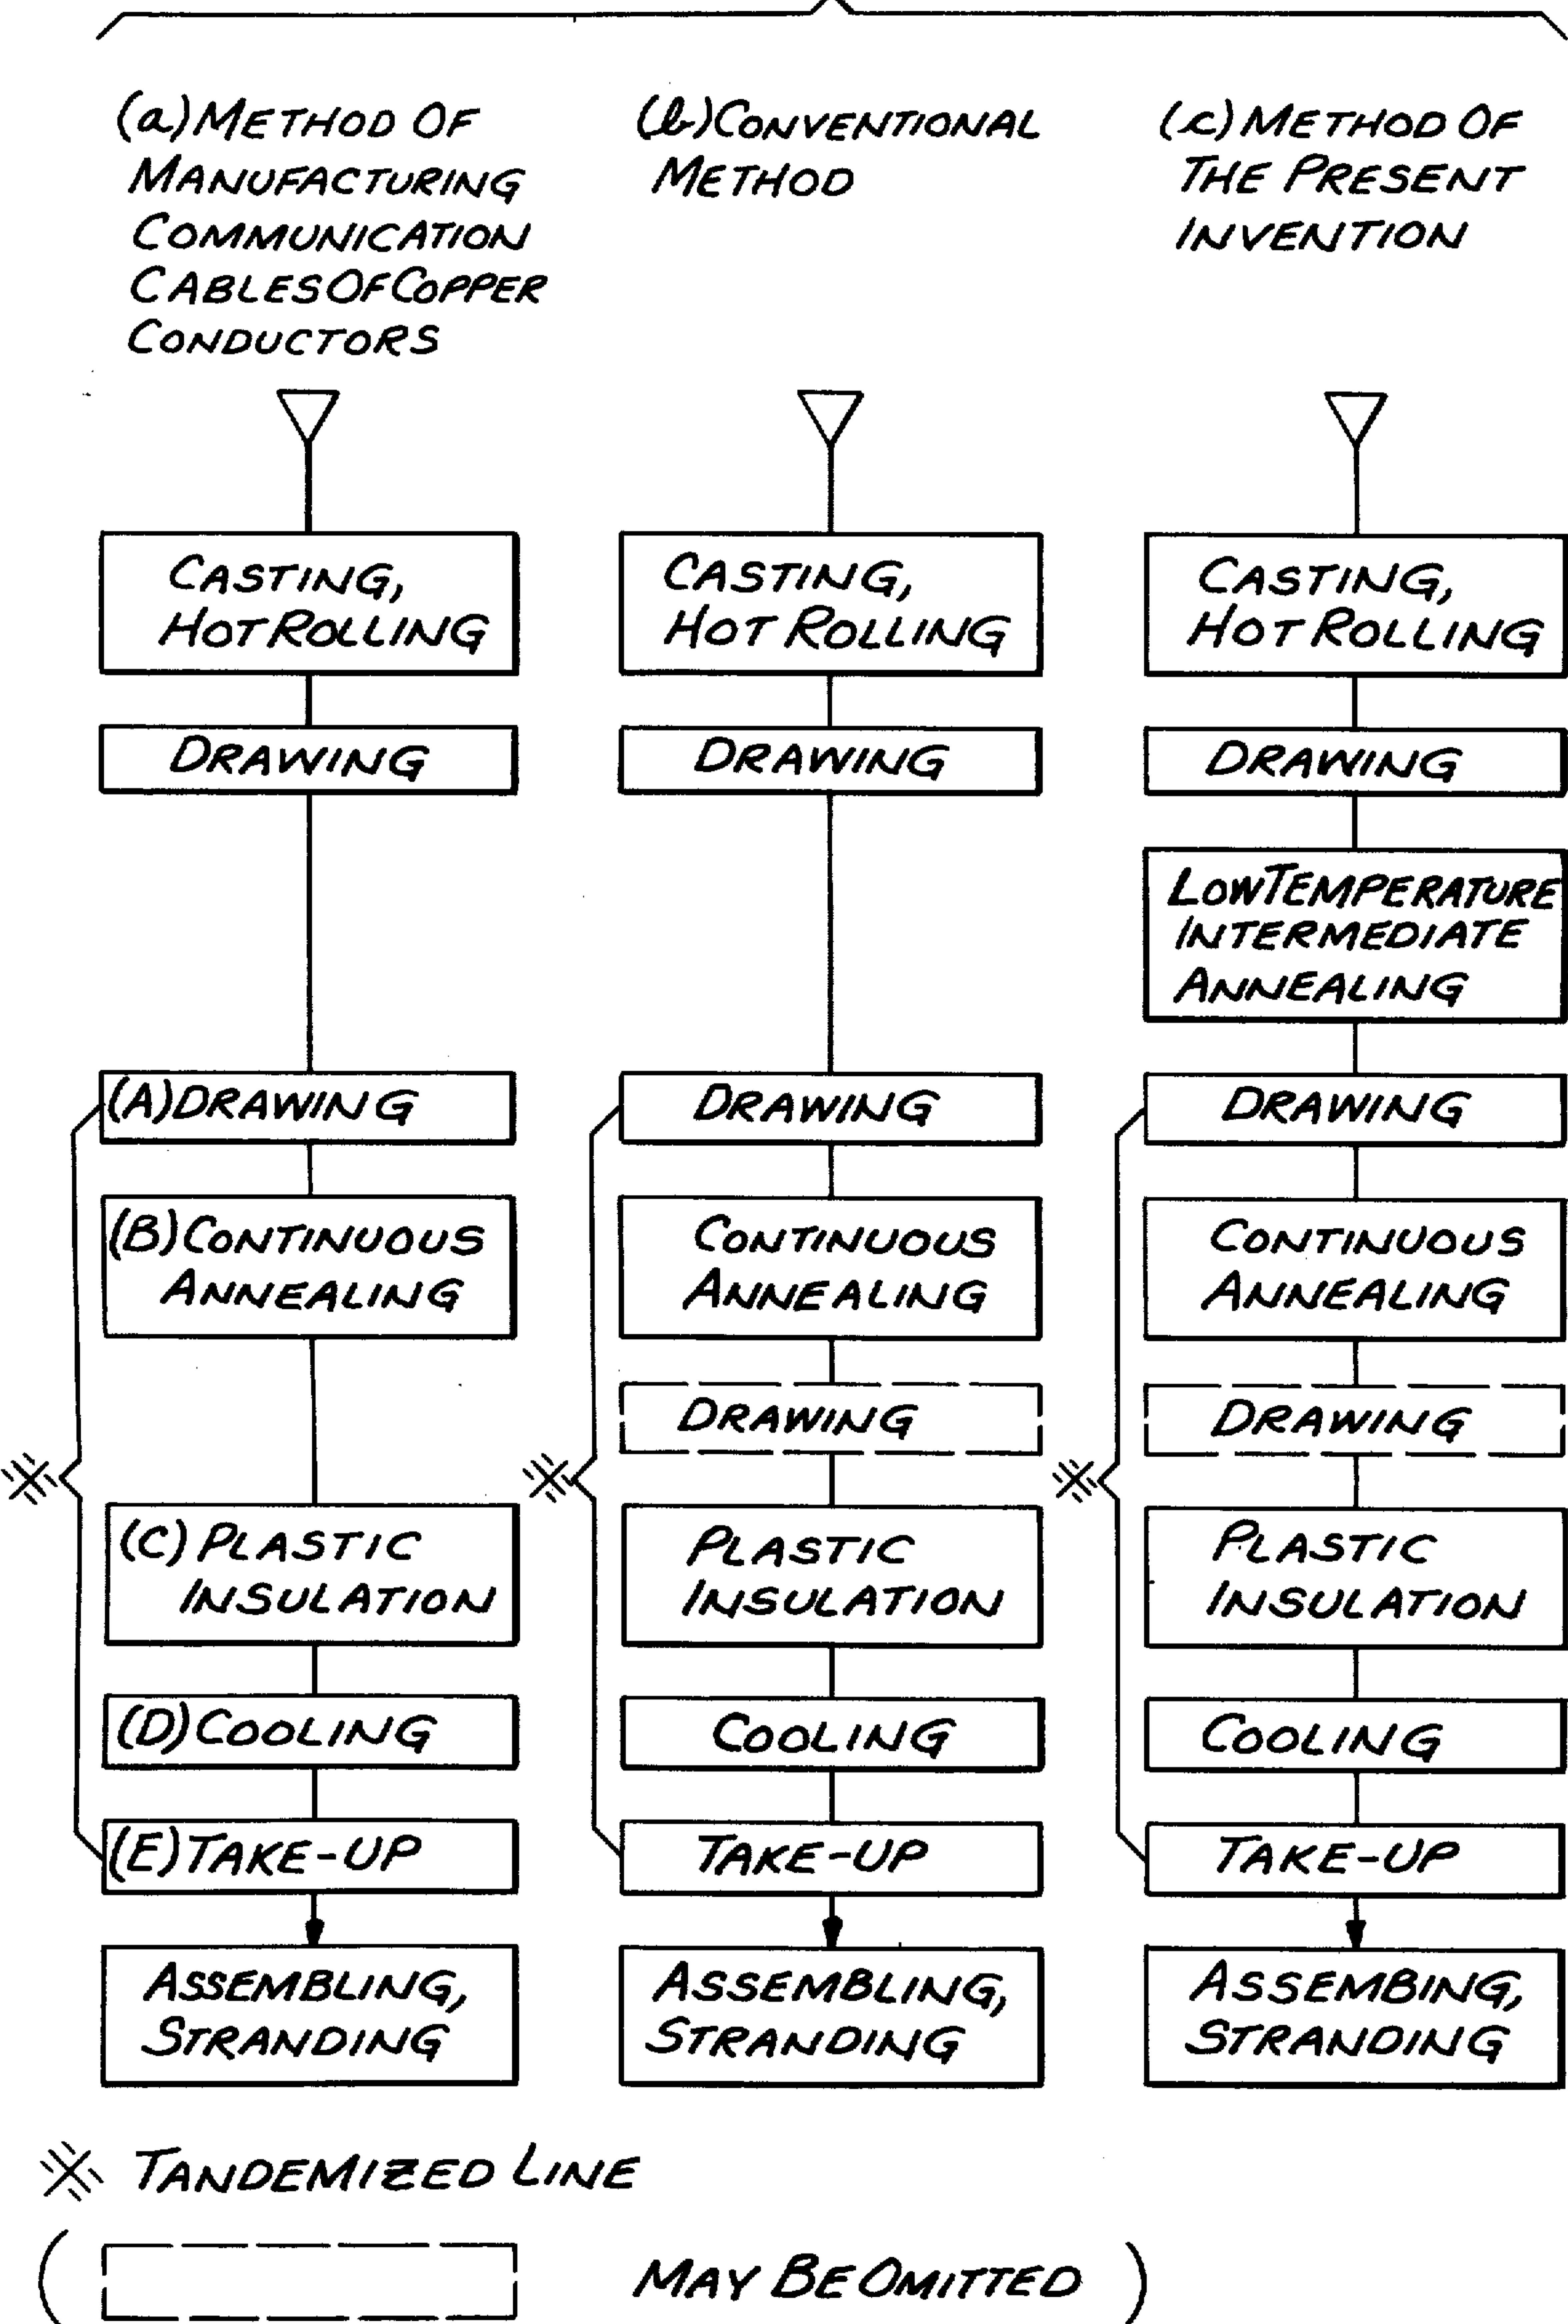 (a) METHOD OF
MANUFACTURING
COMMUNICATION
CABLES OF COPPER
CONDUCTORS
CASTING,
HOT ROLLING
DRAWING
(A) DRAWING
(B) CONTINUOUS
ANNEALING
(C) PLASTIC
INSULATION
(D) COOLING
(E) TAKE-UP
ASSEMBLING,
STRANDING
(b) CONVENTIONAL
METHOD
CASTING,
HOT ROLLING
DRAWING
DRAWING
CONTINUOUS
ANNEALING
DRAWING
PLASTIC
INSULATION
COOLING
TAKE-UP
ASSEMBLING,
STRANDING
(c) METHOD OF
THE PRESENT
INVENTION
CASTING,
HOT ROLLING
DRAWING
LOW TEMPERATURE
INTERMEDIATE
ANNEALING
DRAWING
CONTINUOUS
ANNEALING
DRAWING
PLASTIC
INSULATION
COOLING
TAKE-UP
ASSEMBING,
STRANDING
※
※
※
※ TANDEMIZED LINE
( MAY BE OMITTED )